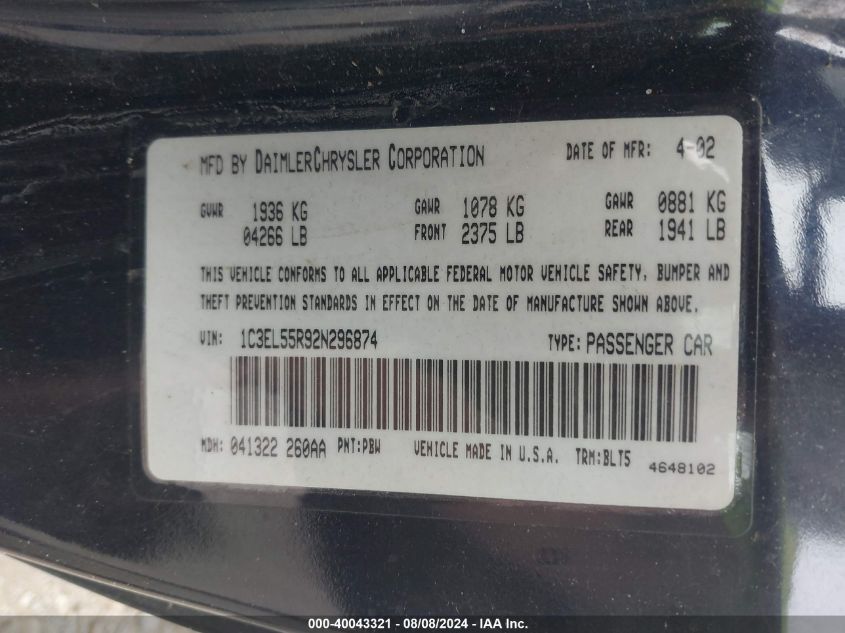 MFD BY DAIMLERCHRYSLER CORPORATION DATE OF MFR: 4-02
GVWR 1936 KG GAWR 1078 KG GAWR 0881 KG
04266 LB FRONT 2375 LB REAR 1941 LB
THIS VEHICLE CONFORMS TO ALL APPLICABLE FEDERAL MOTOR VEHICLE SAFETY, BUMPER AND
THEFT PREVENTION STANDARDS IN EFFECT ON THE DATE OF MANUFACTURE SHOWN ABOVE.
VIN: 1C3EL55R92N296874 TYPE: PASSENGER CAR
MDH: 041322 260AA PNT:PBW VEHICLE MADE IN U.S.A. TRM:BLT5
4648102
000-40043321 - 08/08/2024 - IAAI Inc.